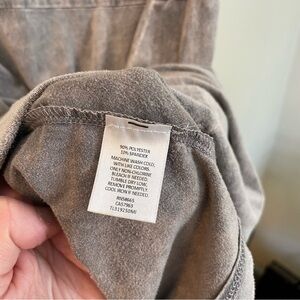 90% POLYESTER
10% SPANDEX
MACHINE WASH COLD,
WITH LIKE COLORS.
ONLY NON-CHLORINE
BLEACH IF NEEDED.
TUMBLE DRY LOW,
REMOVE PROMPTLY.
COOL IRON IF NEEDED.